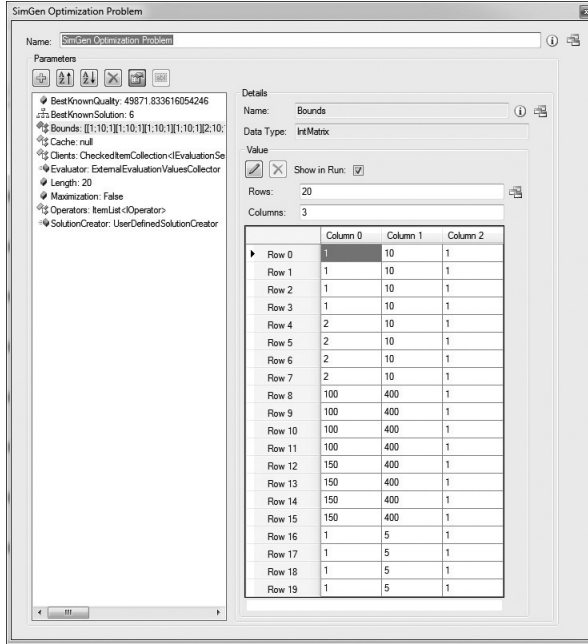 SimGen Optimization Problem
Name: SimGen Optimization Problem
Parameters
BestKnownQuality: 49871.833616054246
BestKnownSolution: 6
Bounds: [[1;10;1][1;10;1][1;10;1][1;10;1][2;10;
Cache: null
Clients: CheckedItemCollection<IEvaluationSe
Evaluator: ExternalEvaluationValuesCollector
Length: 20
Maximization: False
Operators: ItemList<IOperator>
SolutionCreator: UserDefinedSolutionCreator
Details
Name: Bounds
Data Type: IntMatrix
Value
Show in Run:
Rows: 20
Columns: 3
Column 0 Column 1 Column 2
Row 0 1 10 1
Row 1 1 10 1
Row 2 1 10 1
Row 3 1 10 1
Row 4 2 10 1
Row 5 2 10 1
Row 6 2 10 1
Row 7 2 10 1
Row 8 100 400 1
Row 9 100 400 1
Row 10 100 400 1
Row 11 100 400 1
Row 12 150 400 1
Row 13 150 400 1
Row 14 150 400 1
Row 15 150 400 1
Row 16 1 5 1
Row 17 1 5 1
Row 18 1 5 1
Row 19 1 5 1